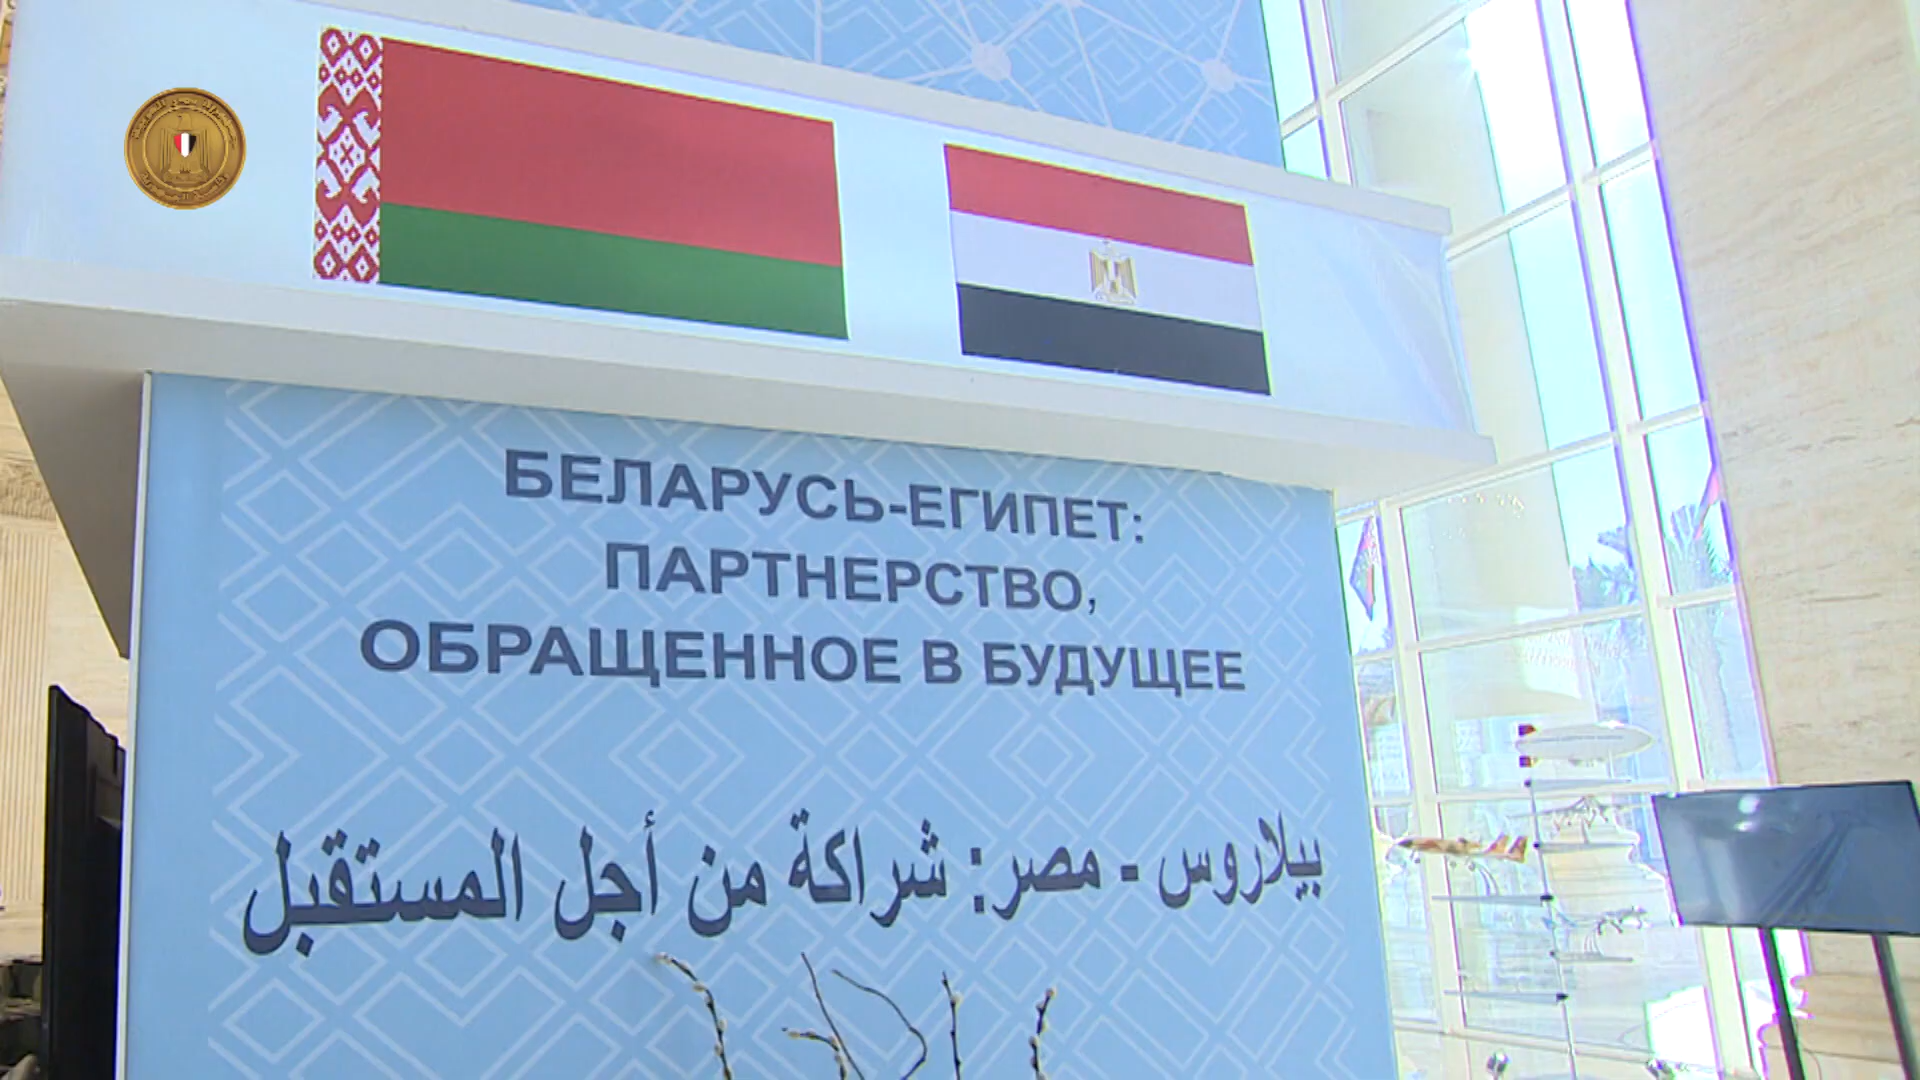 БЕЛАРУСЬ-ЕГИПЕТ:
ПАРТНЕРСТВО,
ОБРАЩЕННОЕ В БУДУЩЕЕ
بيلاروس - مصر: شراكة من أجل المستقبل